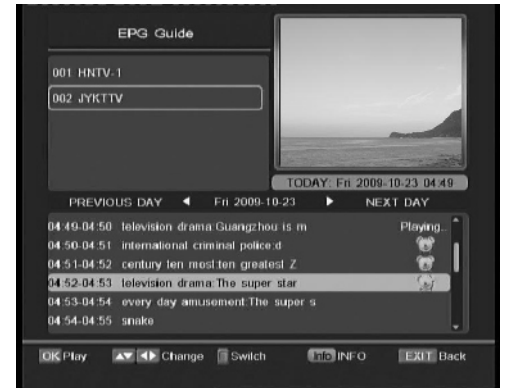 EPG Guide
001 HNTV-1
002 JYKTTV
TODAY: Fri 2009-10-23 04:49
PREVIOUS DAY Fri 2009-10-23 NEXT DAY
04:49-04:50 television drama:Guangzhou is m Playing..
04:50-04:51 international criminal police:d
04:51-04:52 century ten most:ten greatest Z
04:52-04:53 television drama:The super star
04:53-04:54 every day amusement:The super s
04:54-04:55 snake
OK Play Change Switch Info INFO EXIT Back